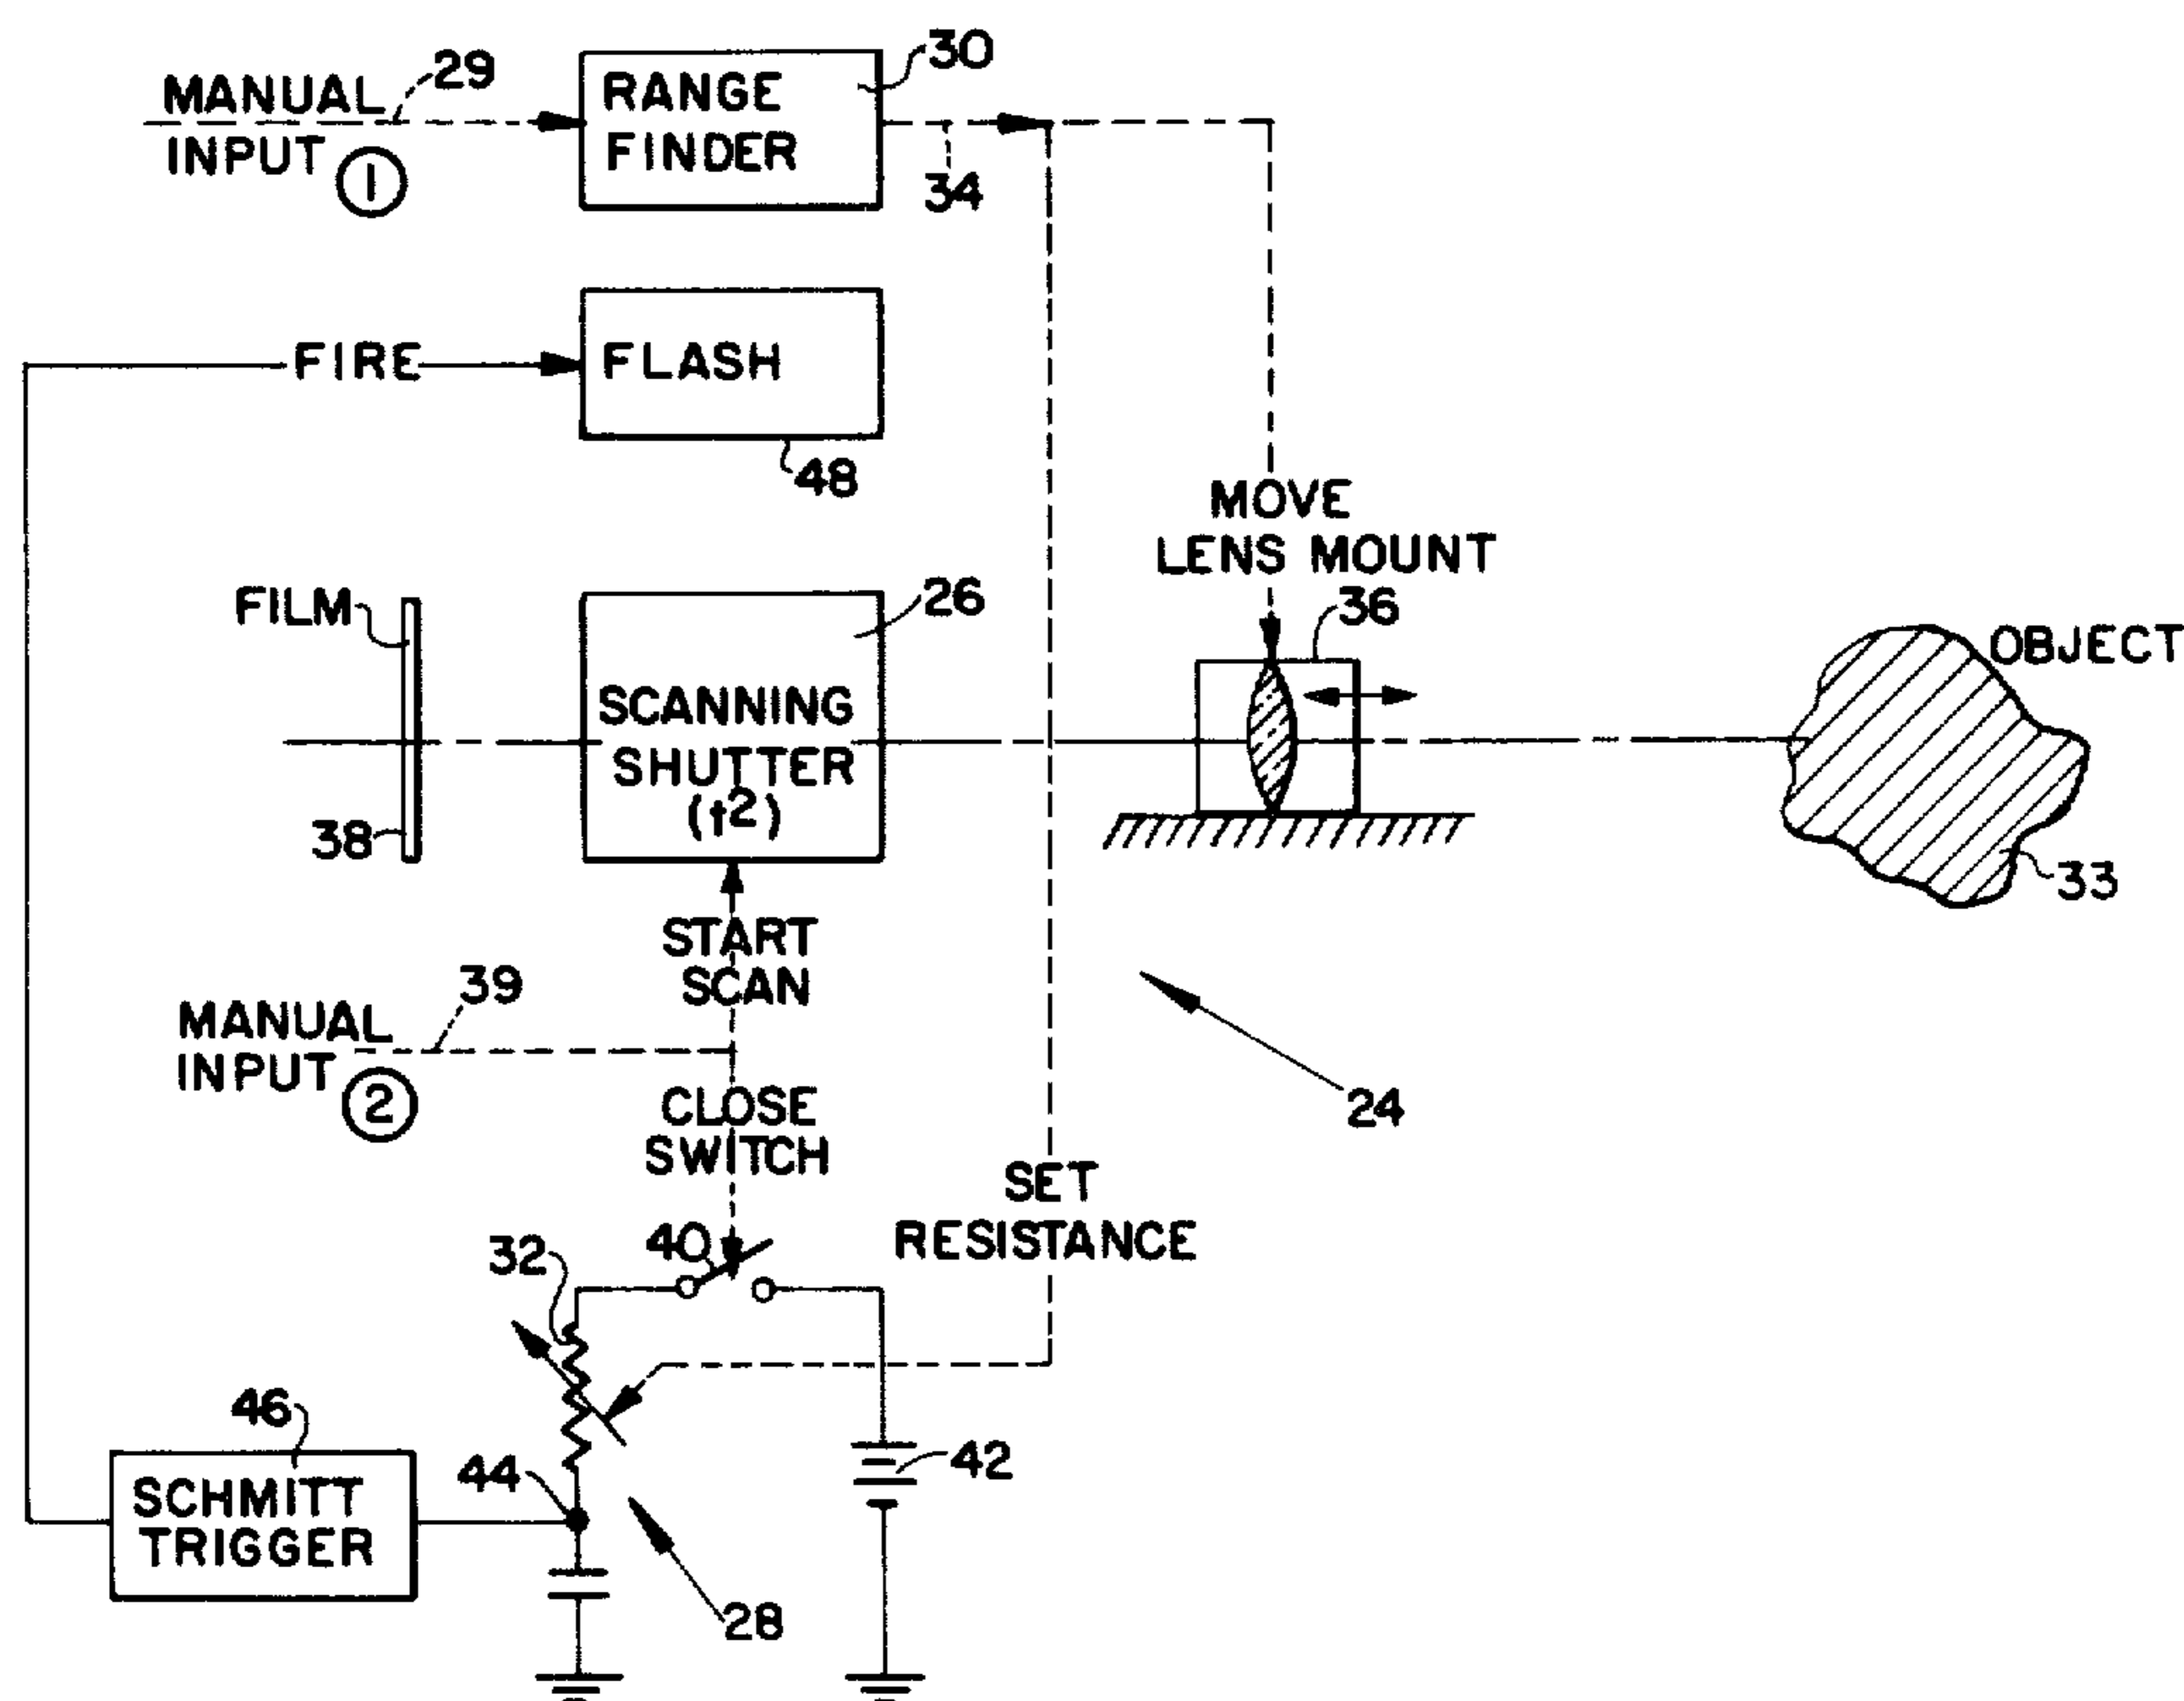 30
29
MANUAL
INPUT 1
RANGE
FINDER
34
FIRE
FLASH
48
MOVE
LENS MOUNT
36
FILM
26
OBJECT
SCANNING
SHUTTER
(t2)
38
33
START
SCAN
39
MANUAL
INPUT 2
CLOSE
SWITCH
24
SET
RESISTANCE
40
32
46
44
42
SCHMITT
TRIGGER
28